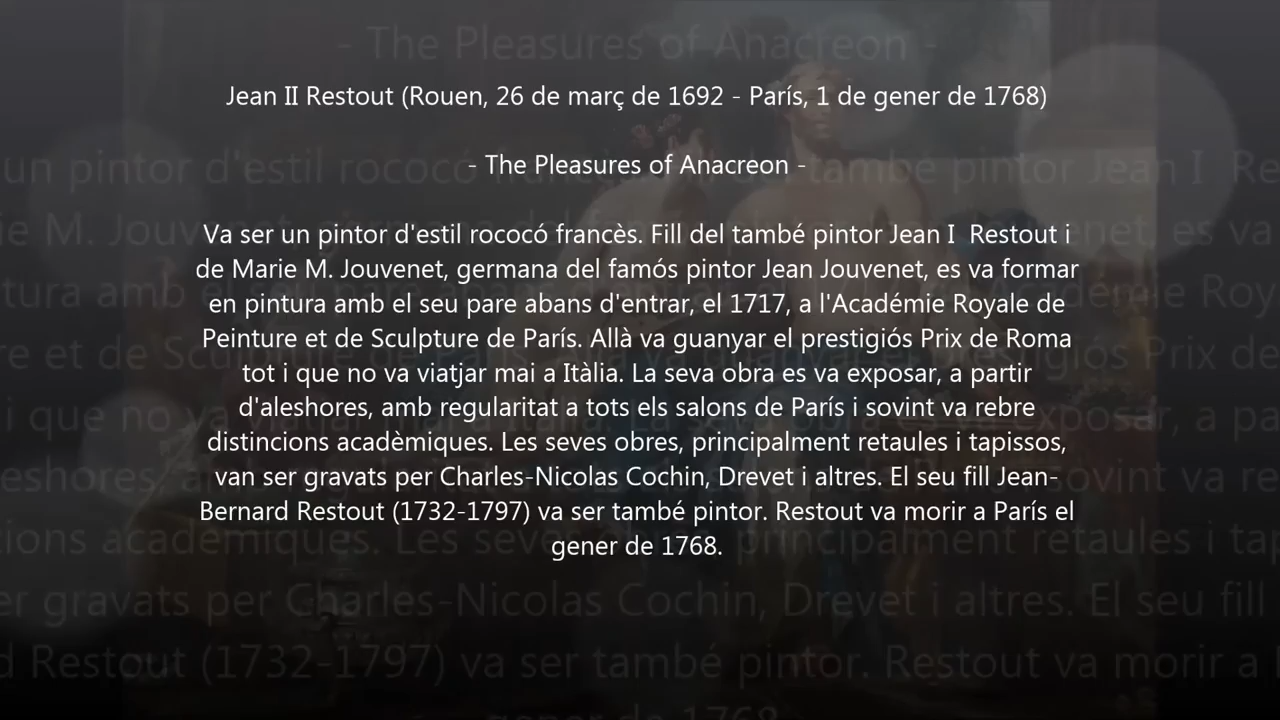 - The Pleasures of Anacreon -
Jean II Restout (Rouen, 26 de març de 1692 - París, 1 de gener de 1768)
- The Pleasures of Anacreon -
Va ser un pintor d'estil rococó francès. Fill del també pintor Jean I Restout i
de Marie M. Jouvenet, germana del famós pintor Jean Jouvenet, es va formar
en pintura amb el seu pare abans d'entrar, el 1717, a l'Académie Royale de
Peinture et de Sculpture de París. Allà va guanyar el prestigiós Prix de Roma
tot i que no va viatjar mai a Itàlia. La seva obra es va exposar, a partir
d'aleshores, amb regularitat a tots els salons de París i sovint va rebre
distincions acadèmiques. Les seves obres, principalment retaules i tapissos,
van ser gravats per Charles-Nicolas Cochin, Drevet i altres. El seu fill Jean-
Bernard Restout (1732-1797) va ser també pintor. Restout va morir a París el
gener de 1768.